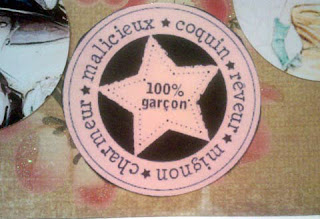 malicieux ★ coquin ★ rêveur ★ mignon ★ charmeur ★
100%
garçon